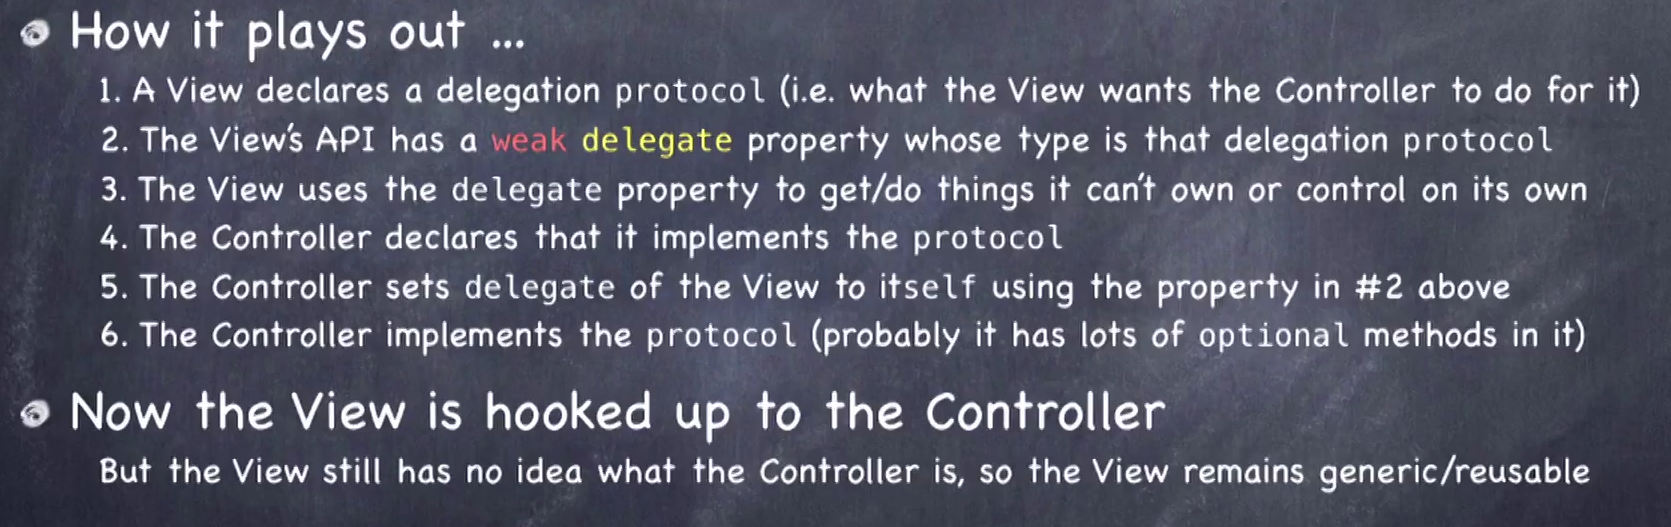 How it plays out ...
1. A View declares a delegation protocol (i.e. what the View wants the Controller to do for it)
2. The View's API has a weak delegate property whose type is that delegation protocol
3. The View uses the delegate property to get/do things it can't own or control on its own
4. The Controller declares that it implements the protocol
5. The Controller sets delegate of the View to itself using the property in #2 above
6. The Controller implements the protocol (probably it has lots of optional methods in it)
Now the View is hooked up to the Controller
But the View still has no idea what the Controller is, so the View remains generic/reusable